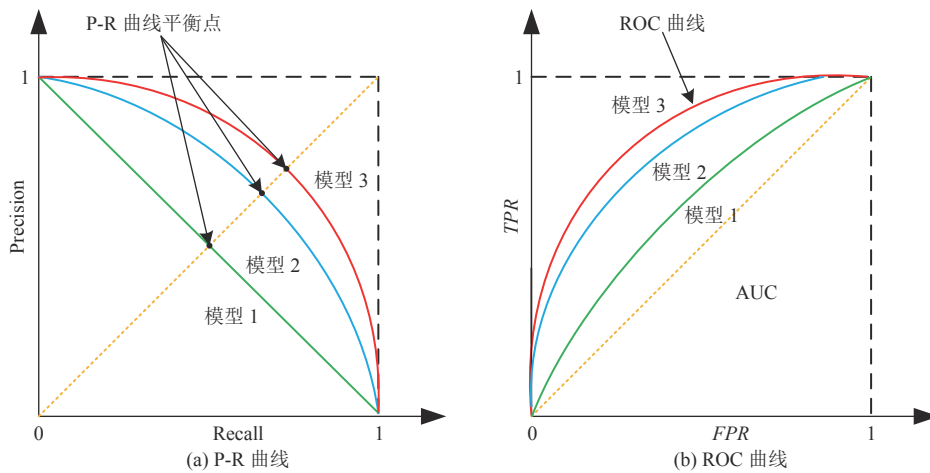 P-R 曲线平衡点
1
Precision
模型 3
模型 2
模型 1
0
Recall
1
(a) P-R 曲线
ROC 曲线
1
模型 3
模型 2
模型 1
TPR
AUC
0
FPR
1
(b) ROC 曲线